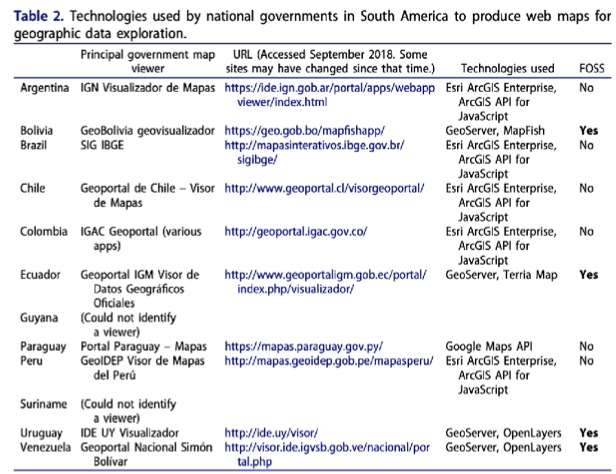 Table 2. Technologies used by national governments in South America to produce web maps for
geographic data exploration.
Principal government map viewer URL (Accessed September 2018. Some sites may have changed since that time.) Technologies used FOSS
Argentina IGN Visualizador de Mapas https://ide.ign.gob.ar/portal/apps/webapp Esri ArcGIS Enterprise, No
viewer/index.html ArcGIS API for
JavaScript
Bolivia GeoBolivia geovisualizador https://geo.gob.bo/mapfishapp/ GeoServer, MapFish Yes
Brazil SIG IBGE http://mapasinterativos.ibge.gov.br/ Esri ArcGIS Enterprise, No
sigibge/ ArcGIS API for
JavaScript
Chile Geoportal de Chile – Visor http://www.geoportal.cl/visorgeoportal/ Esri ArcGIS Enterprise, No
de Mapas ArcGIS API for
JavaScript
Colombia IGAC Geoportal (various http://geoportal.igac.gov.co/ Esri ArcGIS Enterprise, No
apps) ArcGIS API for
JavaScript
Ecuador Geoportal IGM Visor de http://www.geoportaligm.gob.ec/portal/ GeoServer, Terria Map Yes
Datos Geográficos index.php/visualizador/
Oficiales
Guyana (Could not identify
a viewer)
Paraguay Portal Paraguay – Mapas https://mapas.paraguay.gov.py/ Google Maps API No
Peru GeoIDEP Visor de Mapas http://mapas.geoidep.gob.pe/mapasperu/ Esri ArcGIS Enterprise, No
del Perú ArcGIS API for
JavaScript
Suriname (Could not identify
a viewer)
Uruguay IDE UY Visualizador http://ide.uy/visor/ GeoServer, OpenLayers Yes
Venezuela Geoportal Nacional Simón http://visor.ide.igvsb.gob.ve/nacional/por GeoServer, OpenLayers Yes
Bolívar tal.php